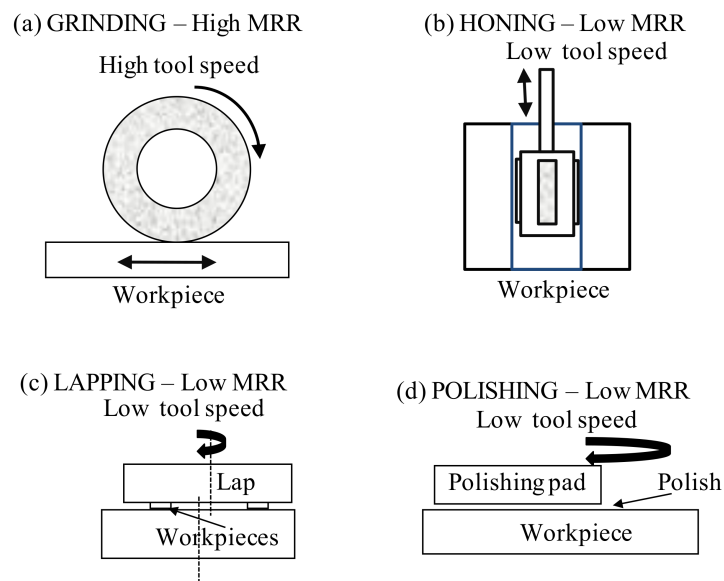 (a) GRINDING – High MRR
High tool speed
Workpiece
(b) HONING – Low MRR
Low tool speed
Workpiece
(c) LAPPING – Low MRR
Low tool speed
Lap
Workpieces
(d) POLISHING – Low MRR
Low tool speed
Polishing pad
Polish
Workpiece